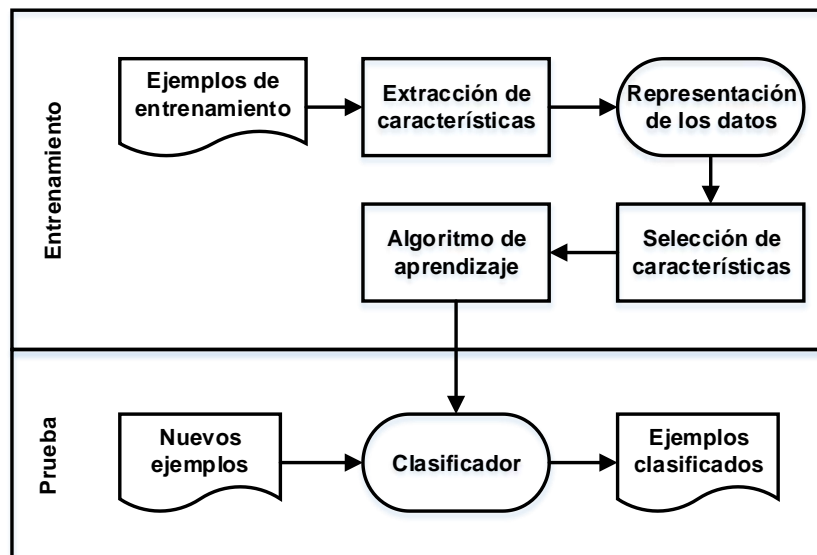 Entrenamiento
Ejemplos de
entrenamiento
Extracción de
características
Representación
de los datos
Algoritmo de
aprendizaje
Selección de
características
Prueba
Nuevos
ejemplos
Clasificador
Ejemplos
clasificados